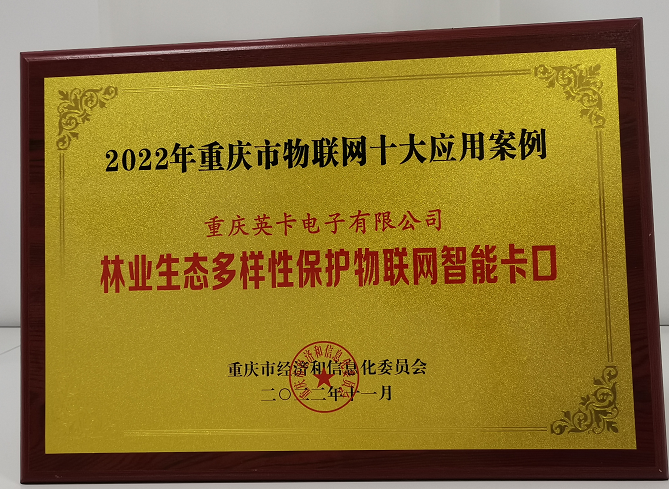 2022年重庆市物联网十大应用案例
重庆英卡电子有限公司
林业生态多样性保护物联网智能卡口
重庆市经济和信息化委员会
二〇二二年十一月